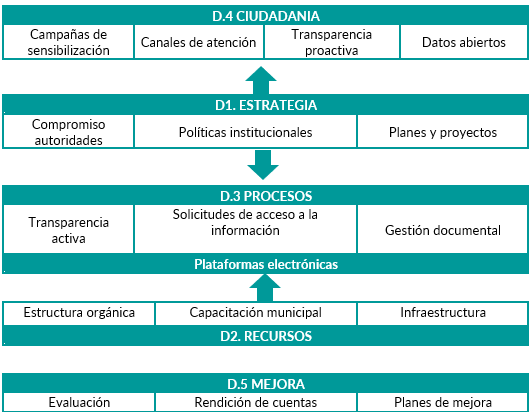 D.4 CIUDADANIA
Campañas de
sensibilización
Canales de atención
Transparencia
proactiva
Datos abiertos
D1. ESTRATEGIA
Compromiso
autoridades
Políticas institucionales
Planes y proyectos
D.3 PROCESOS
Transparencia
activa
Solicitudes de acceso a la
información
Gestión documental
Plataformas electrónicas
Estructura orgánica
Capacitación municipal
Infraestructura
D2. RECURSOS
D.5 MEJORA
Evaluación
Rendición de cuentas
Planes de mejora